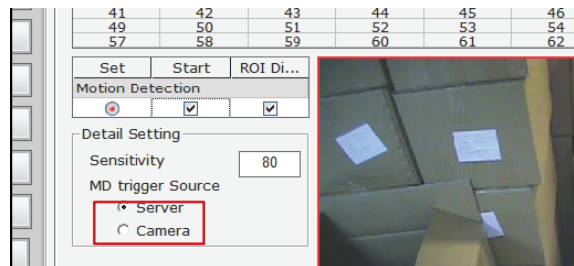 41 42 43 44 45 46
49 50 51 52 53 54
57 58 59 60 61 62
Set Start ROI Di...
Motion Detection
Detail Setting
Sensitivity 80
MD trigger Source
Server
Camera